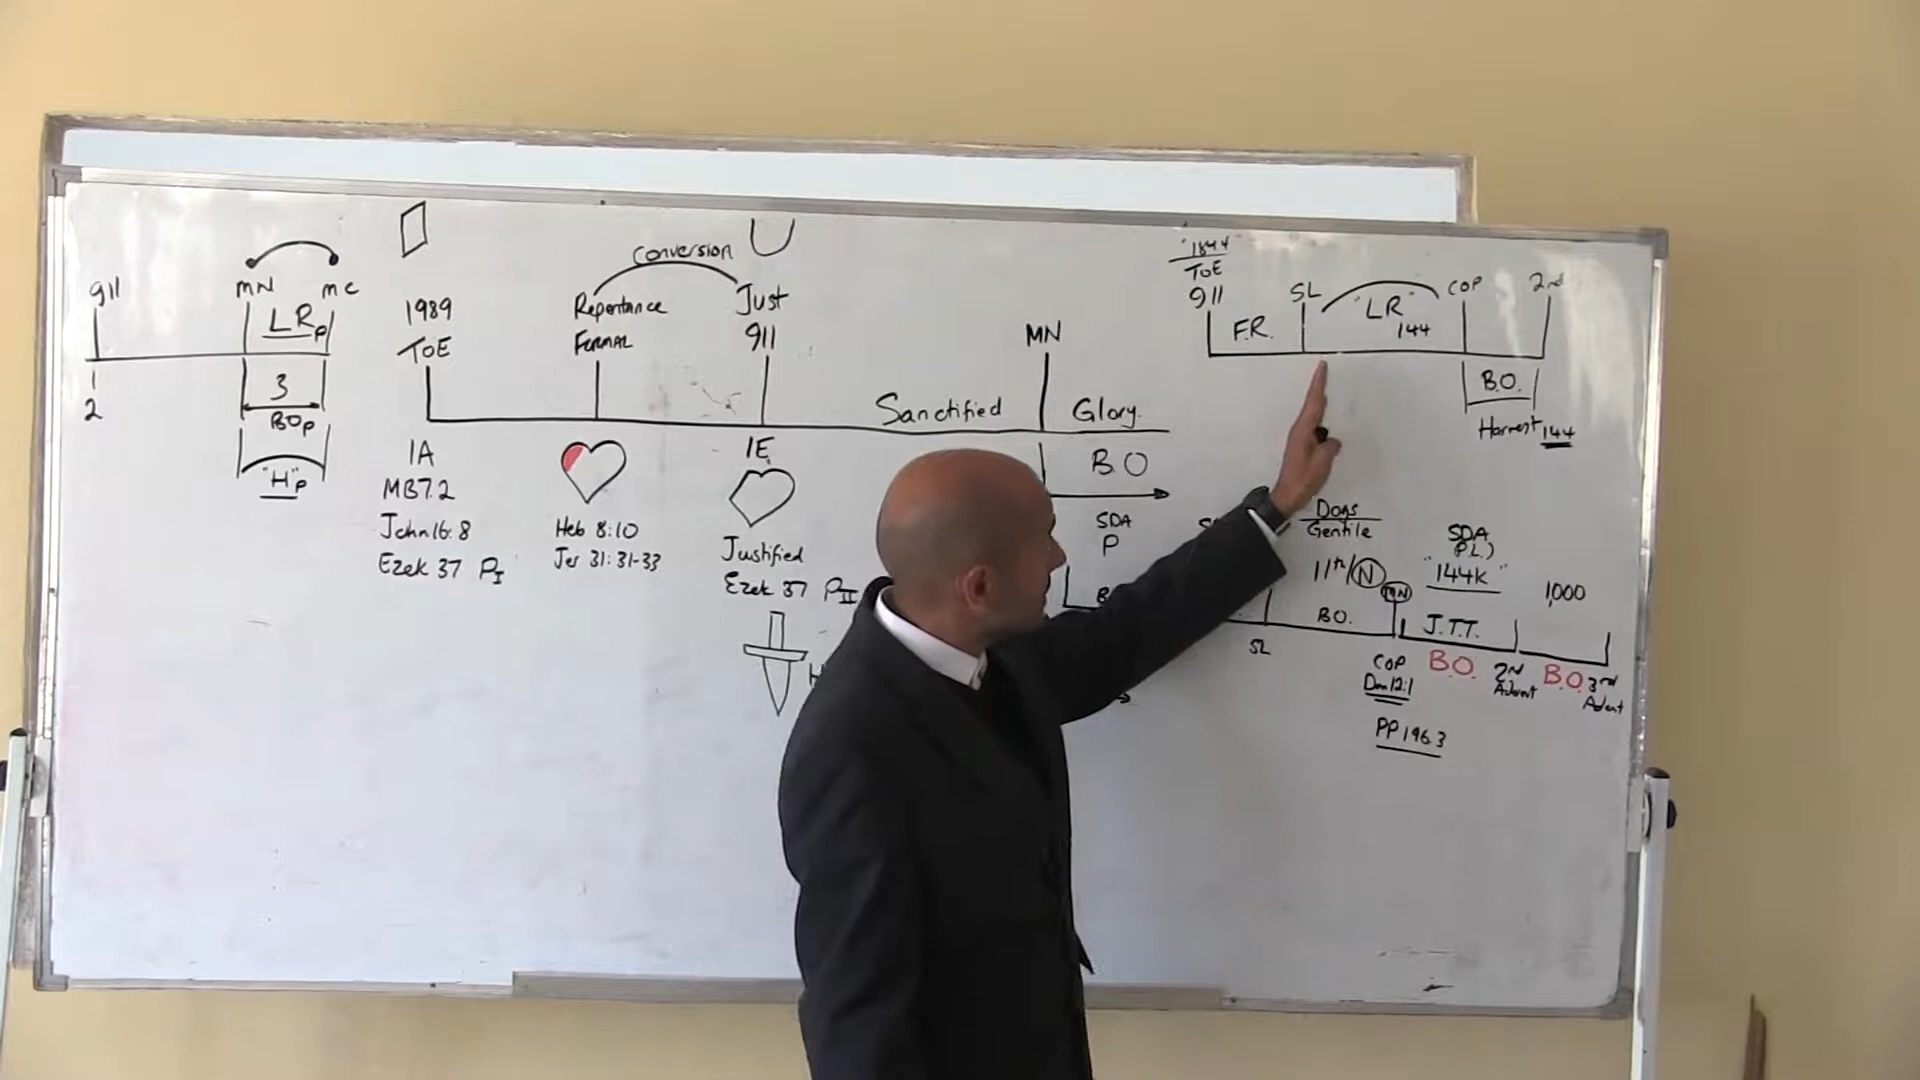 911
MN
MC
LRp
1
2
3
BOp
"H"p
1989
TOE
1A
MB7.2
John 16:8
Ezek 37 PI
Conversion
Repentance
Formal
Heb 8:10
Jer 31:31-33
Just
911
1E
Justified
Ezek 37 PII
Sanctified
MN
Glory
B.O
SDA
P
"1844"
TOE
911
F.R.
SL
"LR"
144
COP
2nd
B.O.
Harvest 144
Dogs
Gentile
11th/N
BO.
SL
MN
COP
Dan 12:1
PP 196.3
SDA
(P.L.)
"144K"
J.T.T.
B.O.
2nd
Advent
1,000
B.O.
3rd
Advent